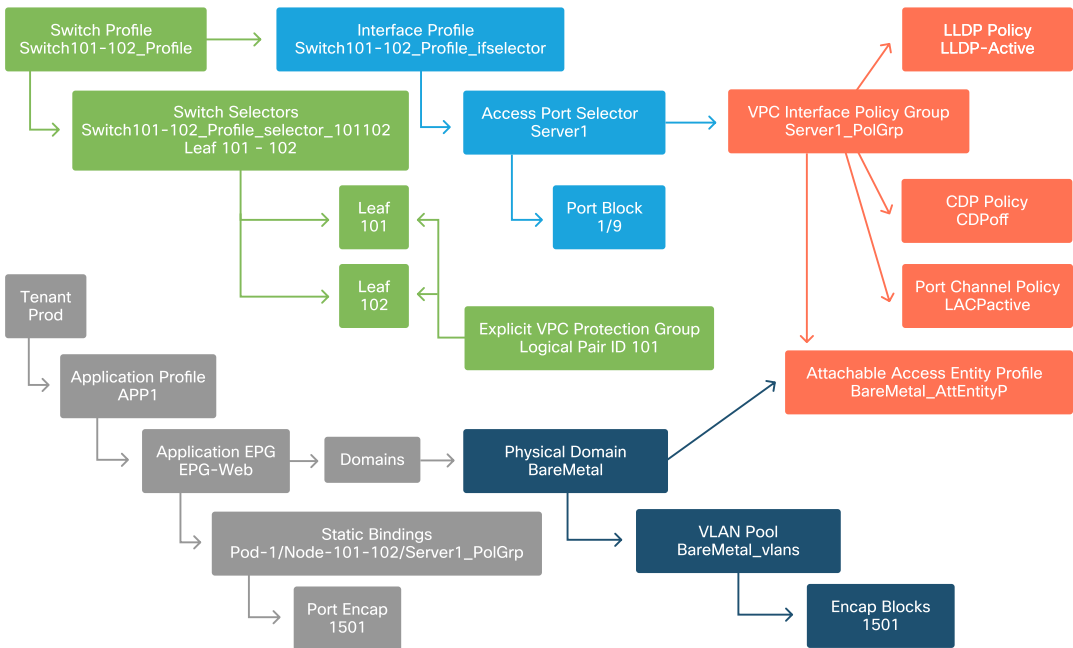 Switch Profile
Switch101-102_Profile
Interface Profile
Switch101-102_Profile_ifselector
LLDP Policy
LLDP-Active
Switch Selectors
Switch101-102_Profile_selector_101102
Leaf 101 - 102
Access Port Selector
Server1
VPC Interface Policy Group
Server1_PolGrp
Leaf
101
Port Block
1/9
CDP Policy
CDPoff
Leaf
102
Port Channel Policy
LACPactive
Tenant
Prod
Explicit VPC Protection Group
Logical Pair ID 101
Application Profile
APP1
Attachable Access Entity Profile
BareMetal_AttEntityP
Application EPG
EPG-Web
Domains
Physical Domain
BareMetal
Static Bindings
Pod-1/Node-101-102/Server1_PolGrp
VLAN Pool
BareMetal_vlans
Port Encap
1501
Encap Blocks
1501